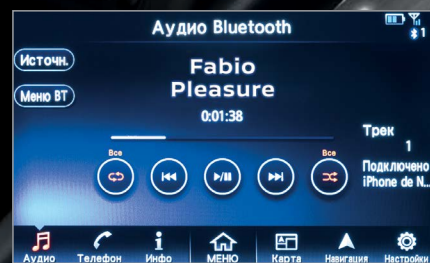 Аудио Bluetooth
1
Источн.
Меню BT
Fabio
Pleasure
0:01:38
Трек
1
Все
Все
Подключено
iPhone de N...
Аудио
Телефон
Инфо
МЕНЮ
Карта
Навигация
Настройки